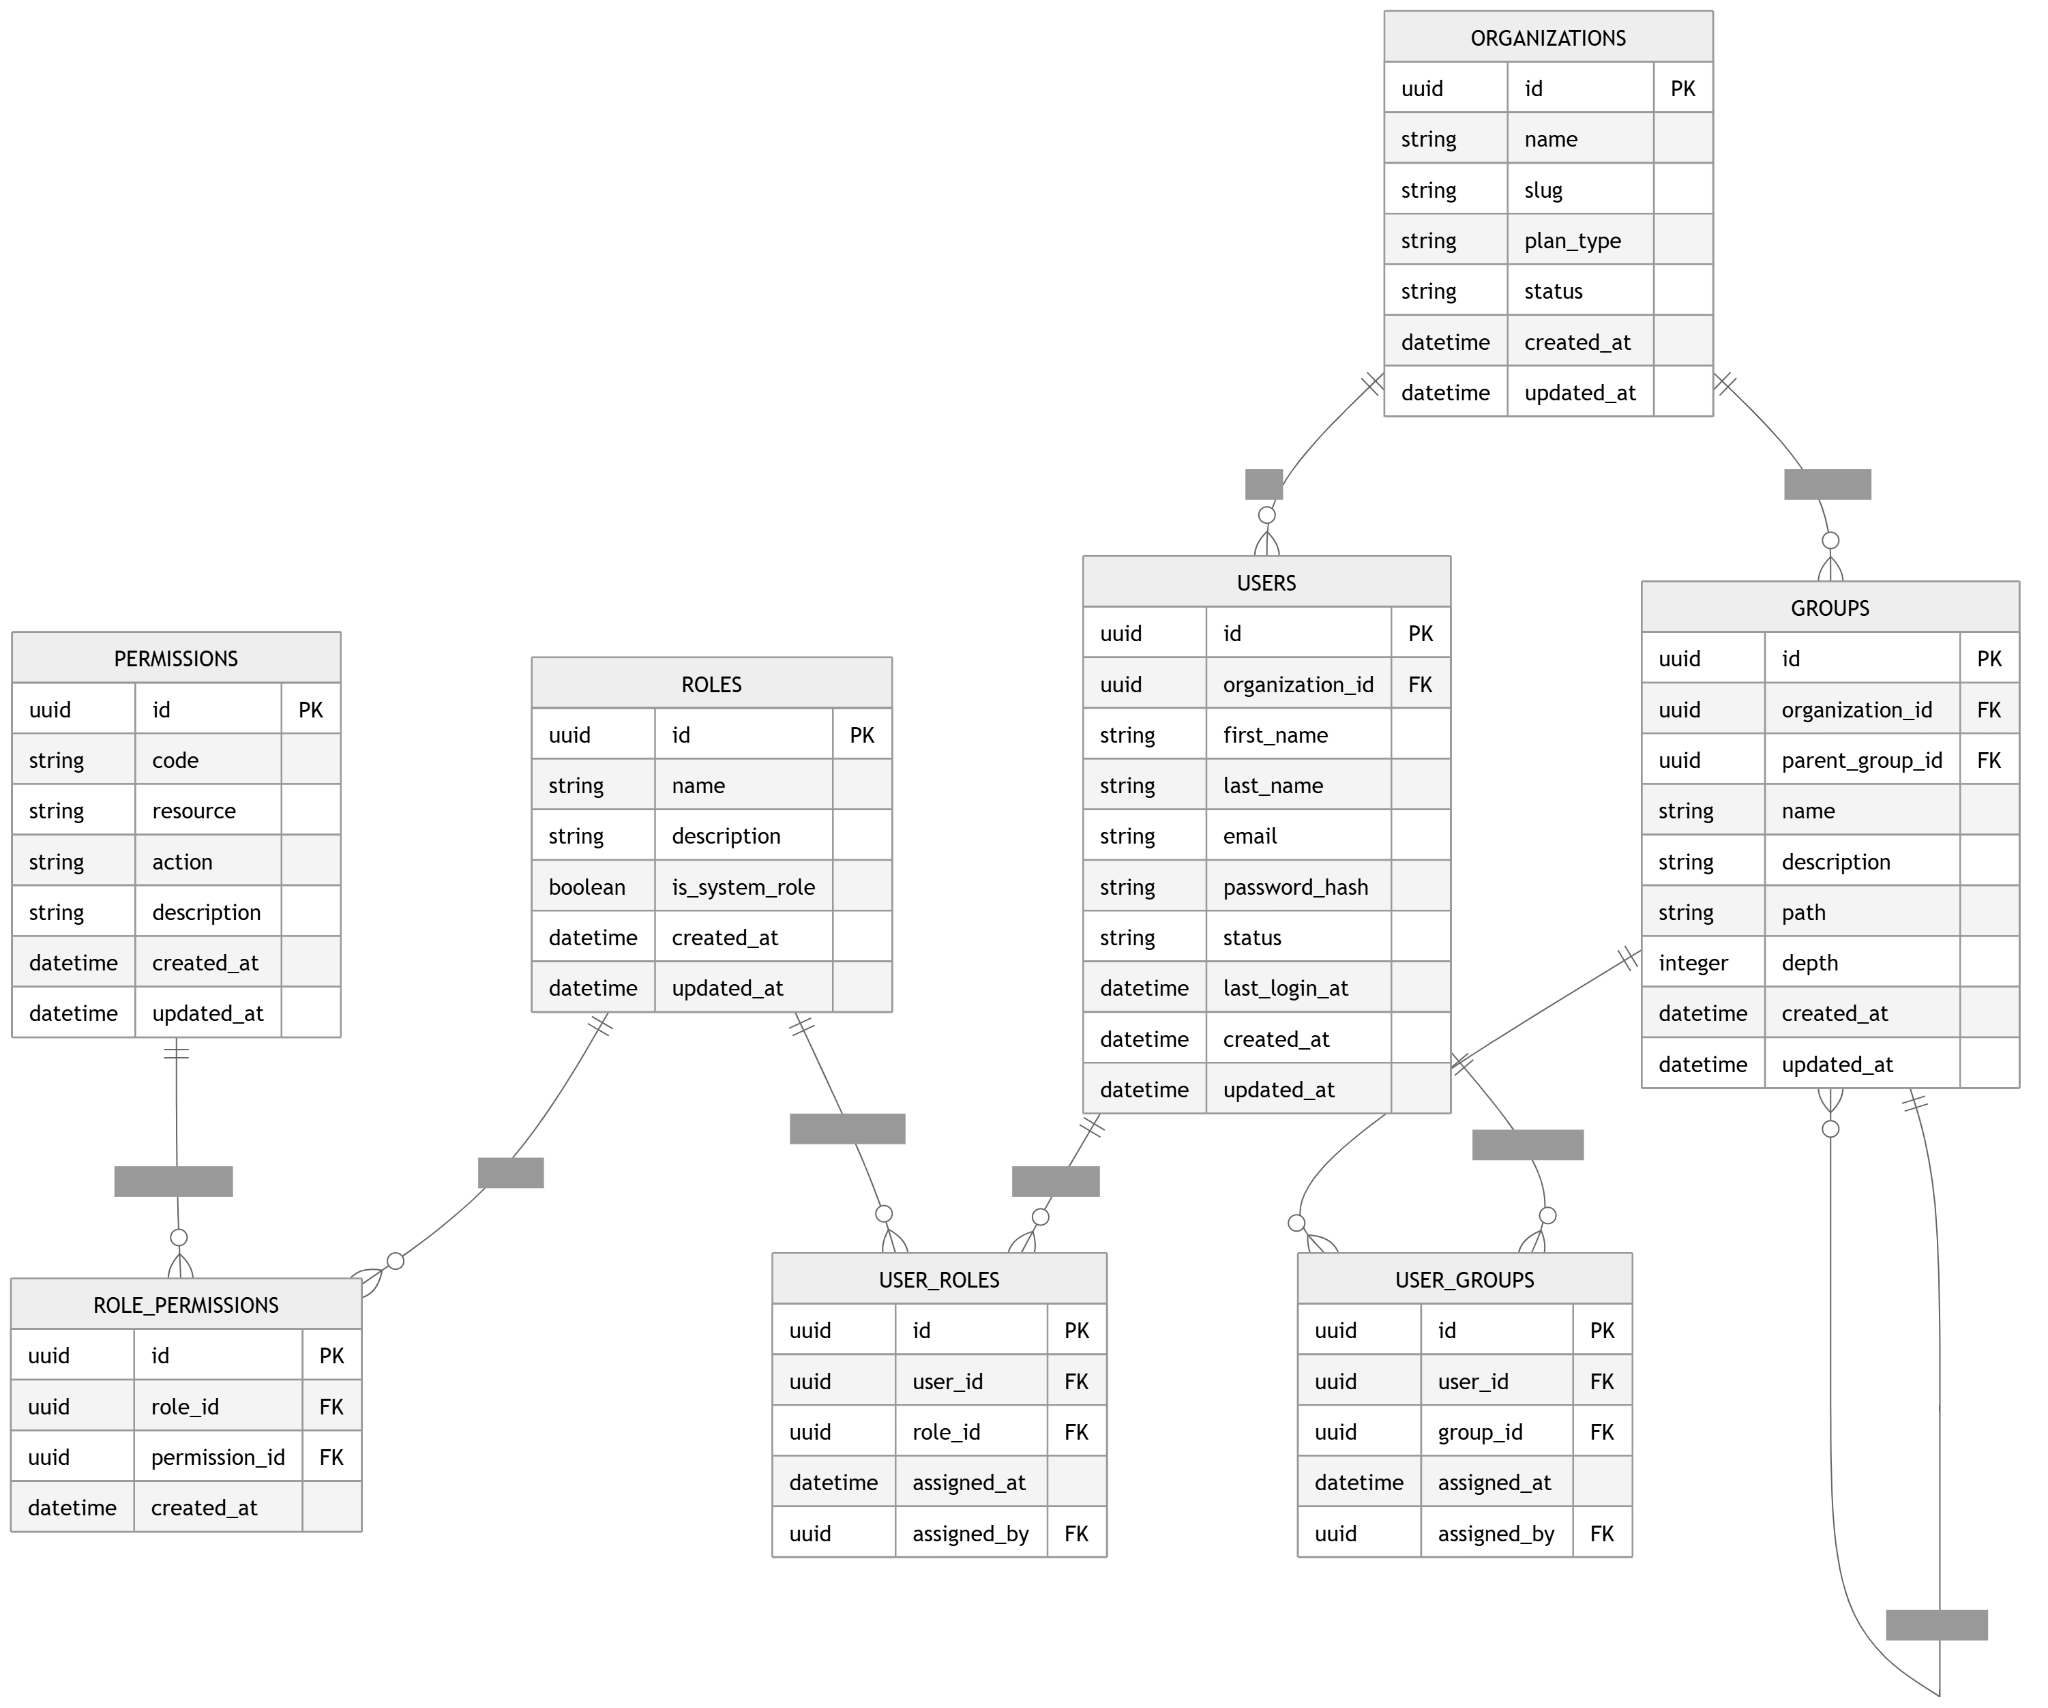 ORGANIZATIONS
uuid id PK
string name
string slug
string plan_type
string status
datetime created_at
datetime updated_at
USERS
uuid id PK
uuid organization_id FK
string first_name
string last_name
string email
string password_hash
string status
datetime last_login_at
datetime created_at
datetime updated_at
GROUPS
uuid id PK
uuid organization_id FK
uuid parent_group_id FK
string name
string description
string path
integer depth
datetime created_at
datetime updated_at
PERMISSIONS
uuid id PK
string code
string resource
string action
string description
datetime created_at
datetime updated_at
ROLES
uuid id PK
string name
string description
boolean is_system_role
datetime created_at
datetime updated_at
ROLE_PERMISSIONS
uuid id PK
uuid role_id FK
uuid permission_id FK
datetime created_at
USER_ROLES
uuid id PK
uuid user_id FK
uuid role_id FK
datetime assigned_at
uuid assigned_by FK
USER_GROUPS
uuid id PK
uuid user_id FK
uuid group_id FK
datetime assigned_at
uuid assigned_by FK